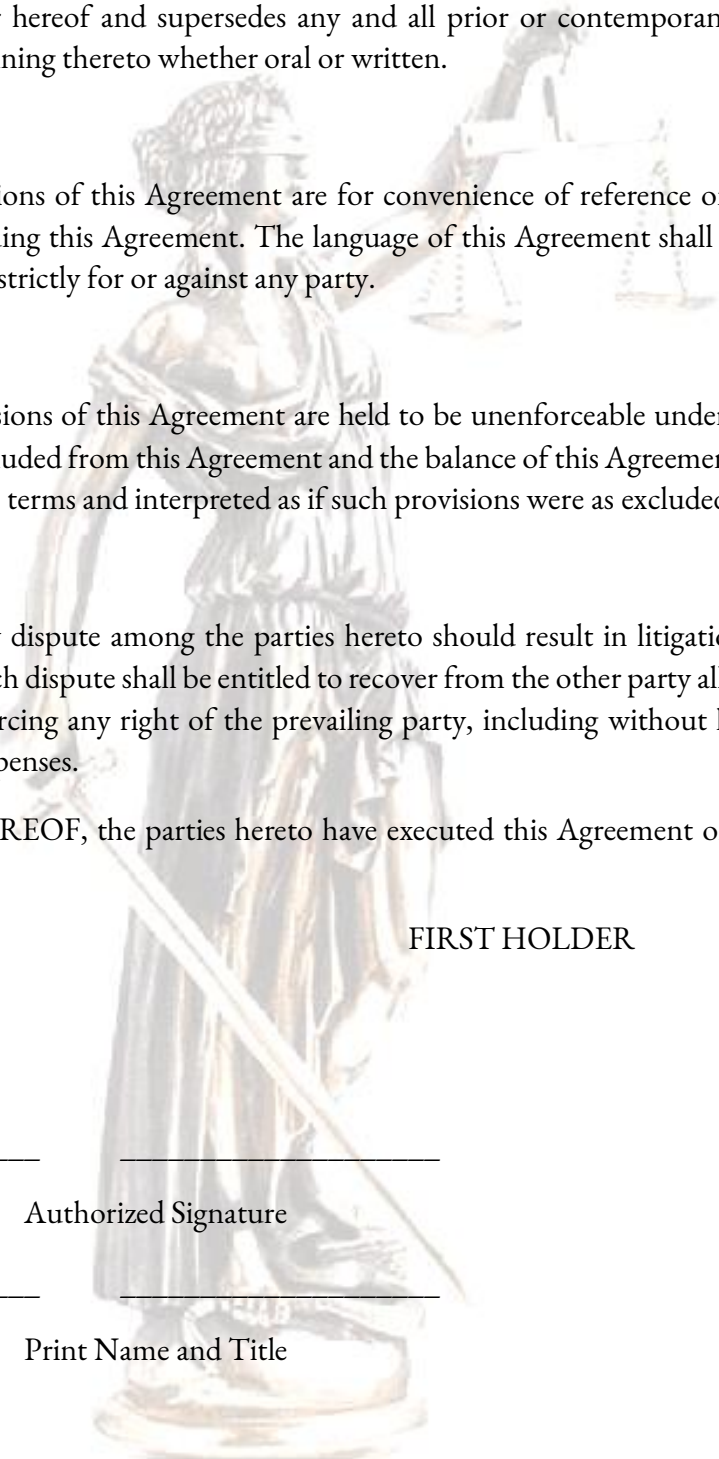 hereof and supersedes any and all prior or contemporan
ning thereto whether oral or written.
ions of this Agreement are for convenience of reference o
ing this Agreement. The language of this Agreement shall
strictly for or against any party.
sions of this Agreement are held to be unenforceable under
uded from this Agreement and the balance of this Agreemen
terms and interpreted as if such provisions were as excluded
dispute among the parties hereto should result in litigatio
ch dispute shall be entitled to recover from the other party all
rcing any right of the prevailing party, including without l
penses.
REOF, the parties hereto have executed this Agreement o
FIRST HOLDER
Authorized Signature
Print Name and Title